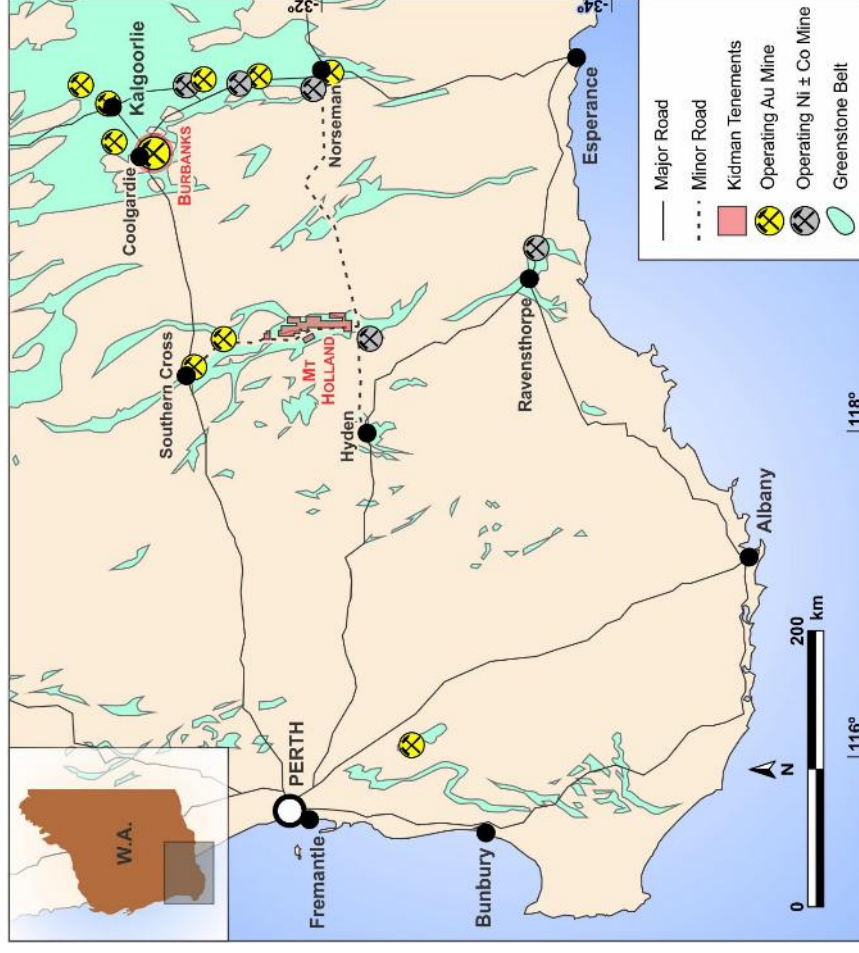 W.A.
PERTH
Fremantle
Bunbury
Southern Cross
Coolgardie
Kalgoorlie
BURBANKS
MT
HOLLAND
Hyden
Norseman
Ravensthorpe
Esperance
Albany
-32°
-34°
116°
118°
N
0
200
km
Major Road
Minor Road
Kidman Tenements
Operating Au Mine
Operating Ni ± Co Mine
Greenstone Belt